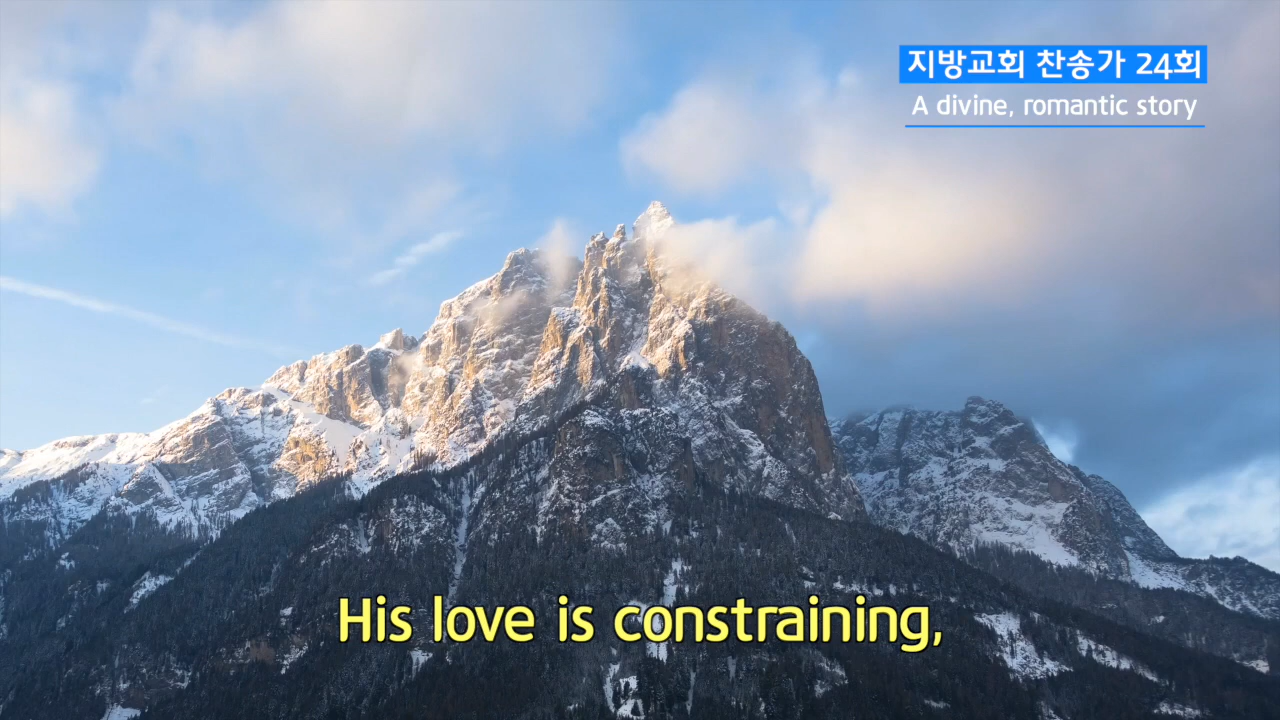 지방교회 찬송가 24회
A divine, romantic story
His love is constraining,